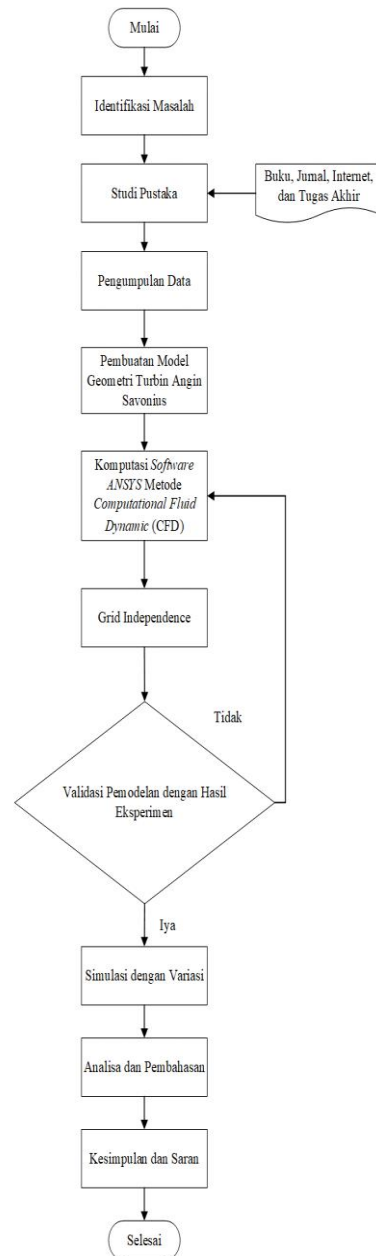 Mulai
Identifikasi Masalah
Studi Pustaka
Buku, Jurnal, Internet,
dan Tugas Akhir
Pengumpulan Data
Pembuatan Model
Geometri Turbin Angin
Savonius
Komputasi Software
ANSYS Metode
Computational Fluid
Dynamic (CFD)
Grid Independence
Tidak
Validasi Pemodelan dengan Hasil
Eksperimen
Iya
Simulasi dengan Variasi
Analisa dan Pembahasan
Kesimpulan dan Saran
Selesai